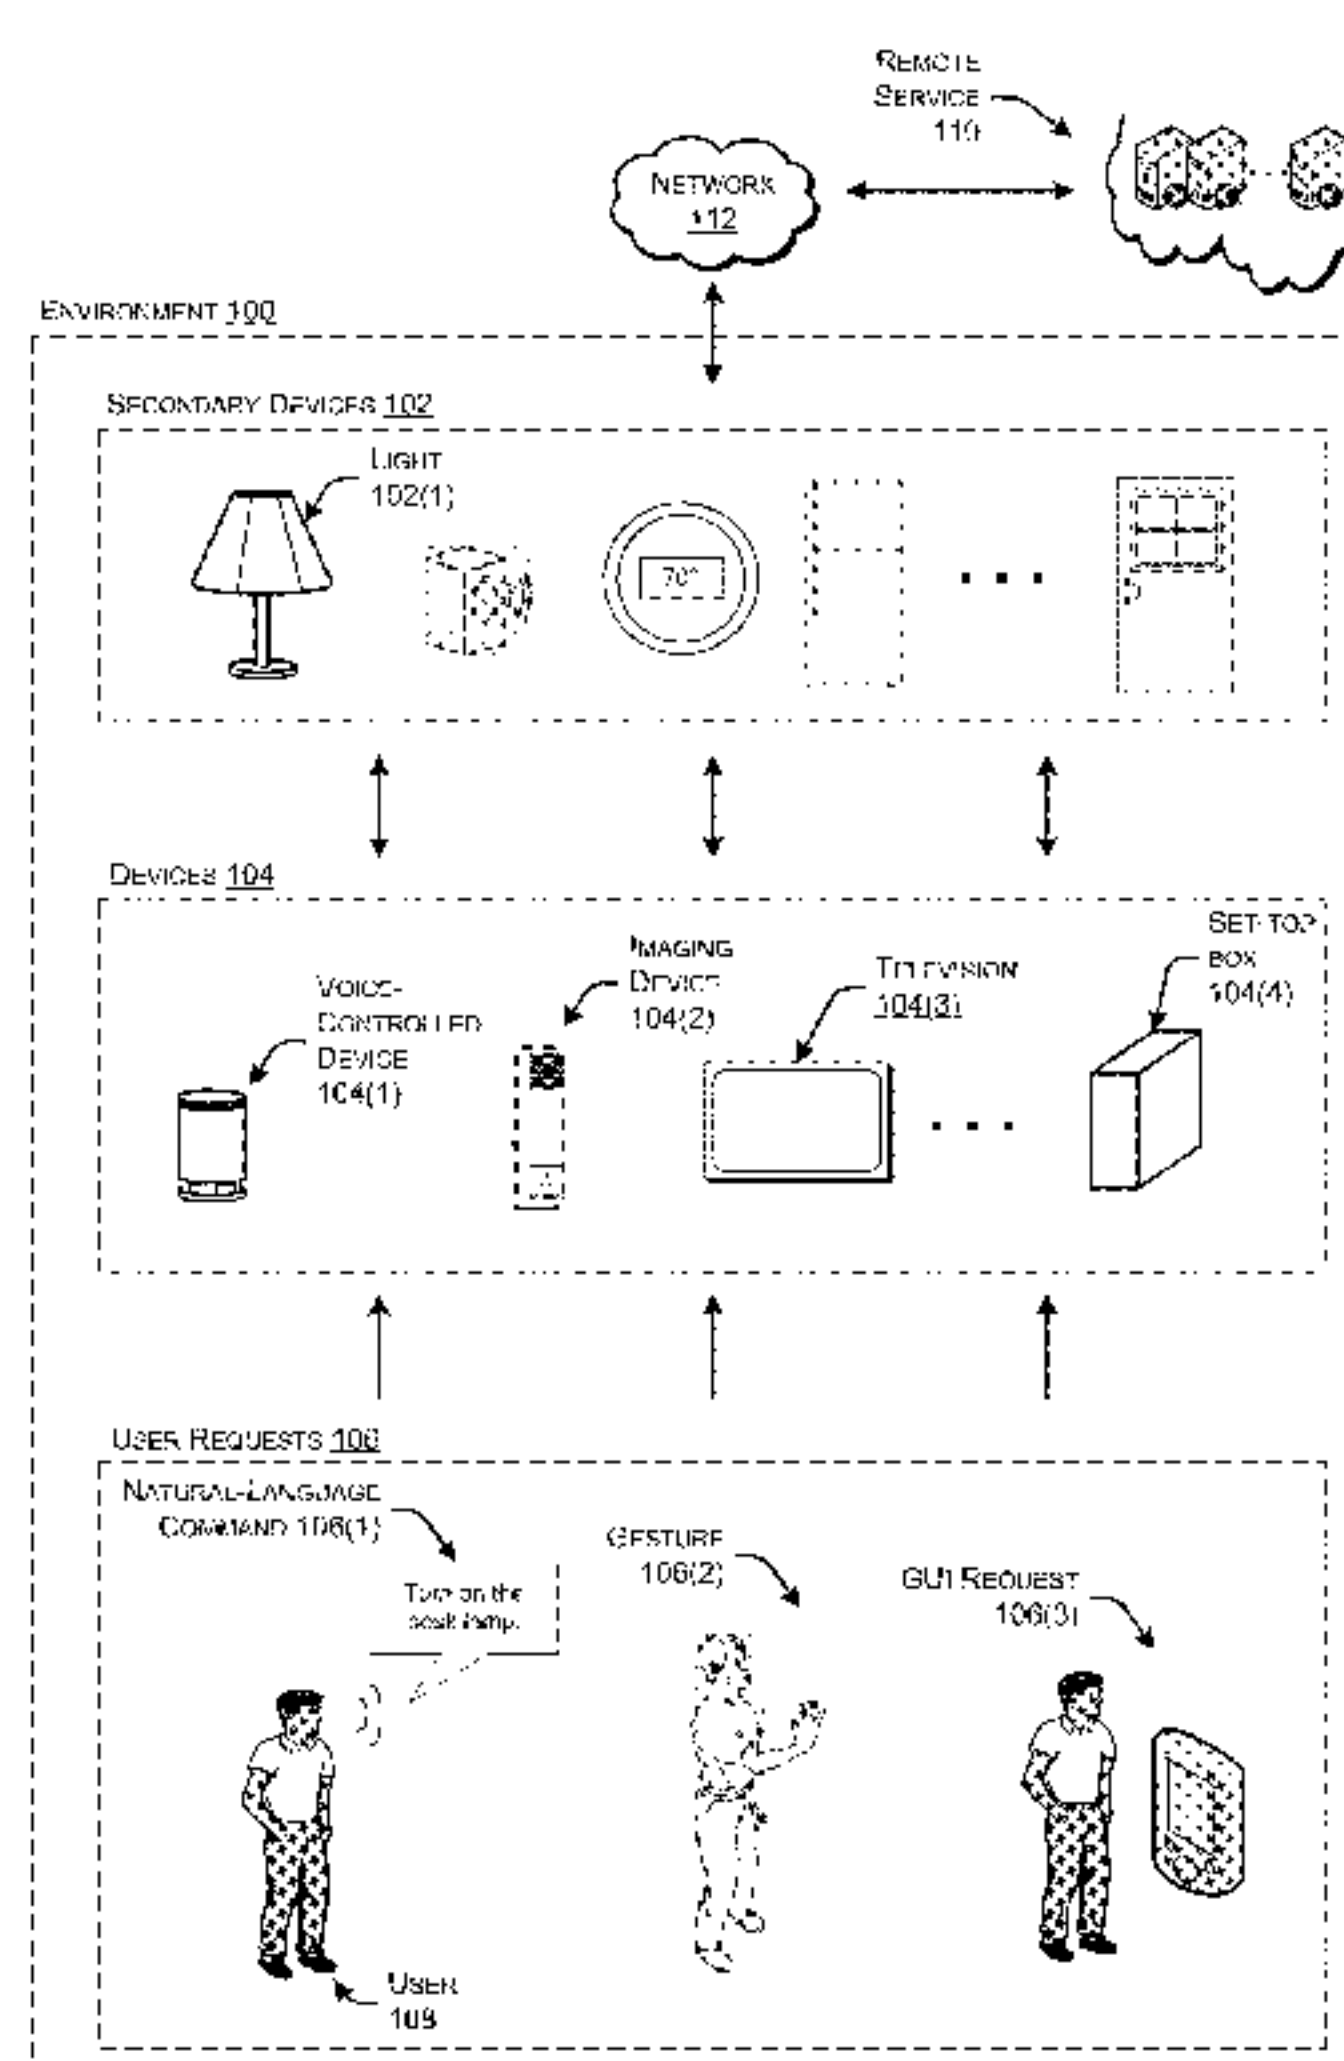 REMOTE
SERVICE
110
NETWORK
112
ENVIRONMENT 100
SECONDARY DEVICES 102
LIGHT
102(1)
70°
DEVICES 104
SET-TOP
BOX
104(4)
IMAGING
DEVICE
104(2)
TELEVISION
104(3)
VOICE-
CONTROLLED
DEVICE
104(1)
USER REQUESTS 106
NATURAL-LANGUAGE
COMMAND 106(1)
GESTURE
106(2)
GUI REQUEST
106(3)
Turn on the
desk lamp.
USER
108